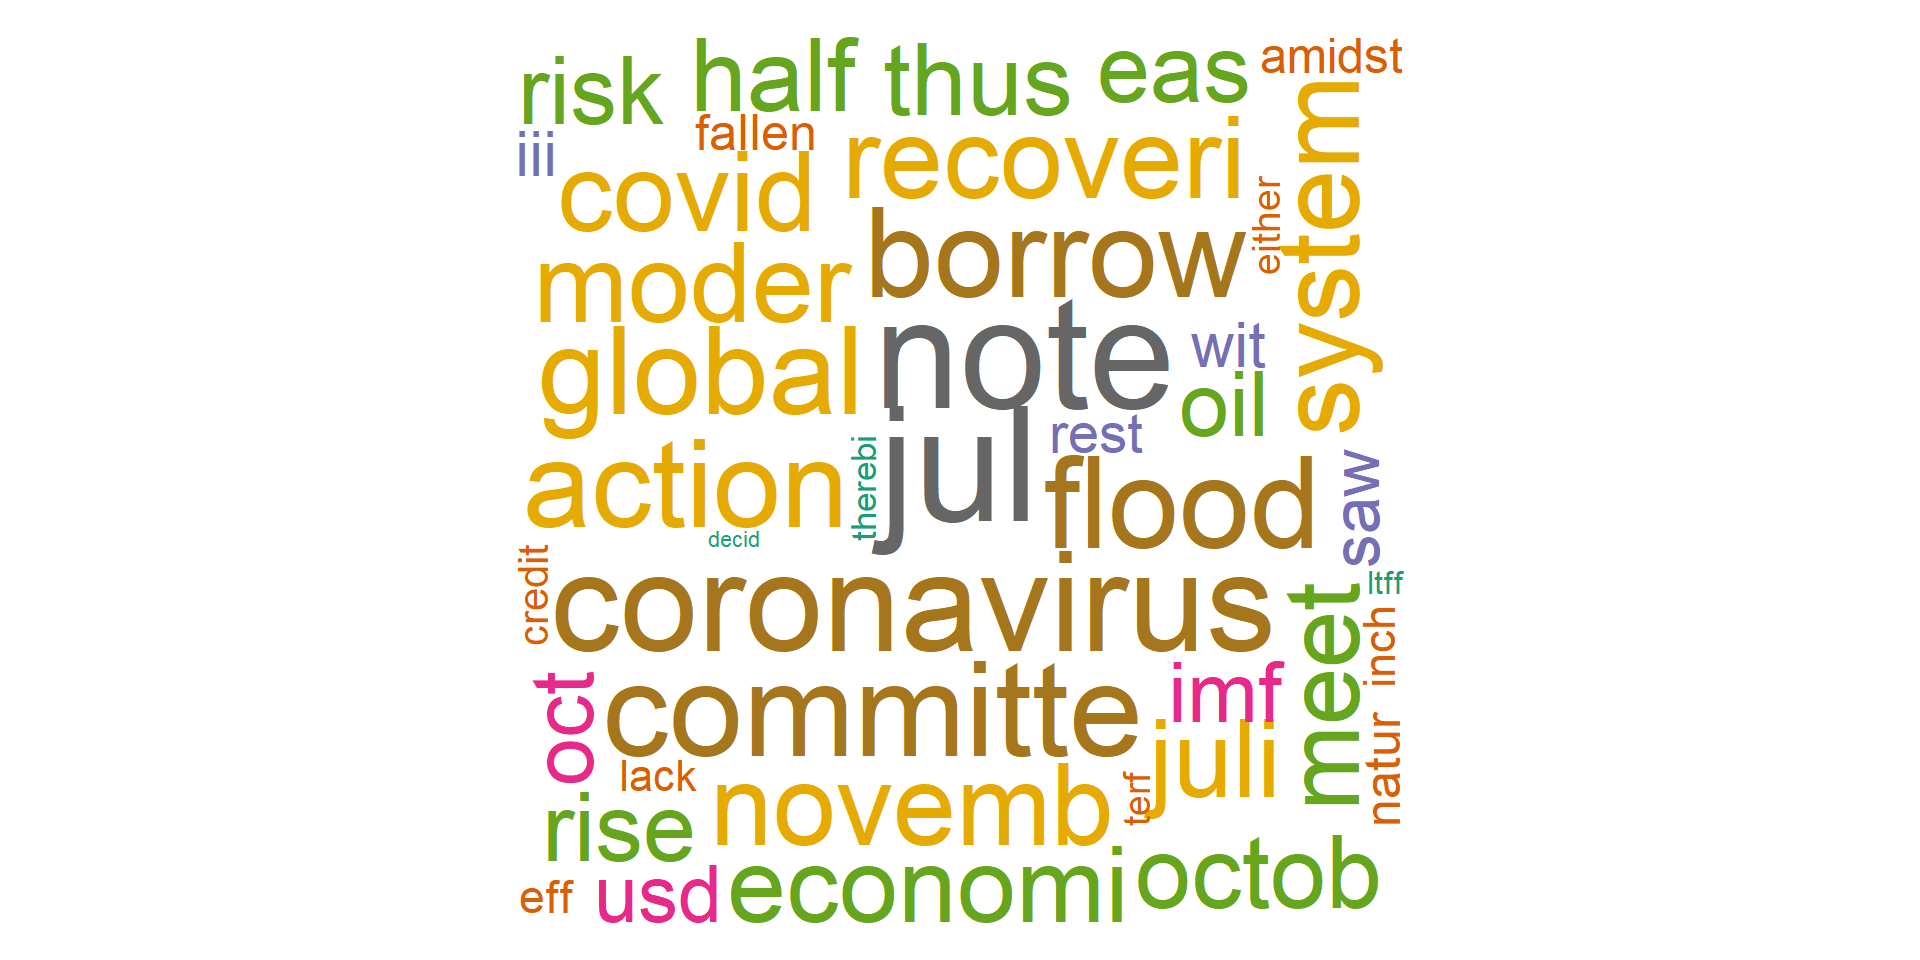 risk half thus eas amidst
iii fallen recoveri system
covid either
moder borrow
global note wit
oil
action therebi jul rest flood saw
decid
credit coronavirus meet ltff
inch
oct committe imf natur
lack novemb terf juli
rise
eff usd economi octob